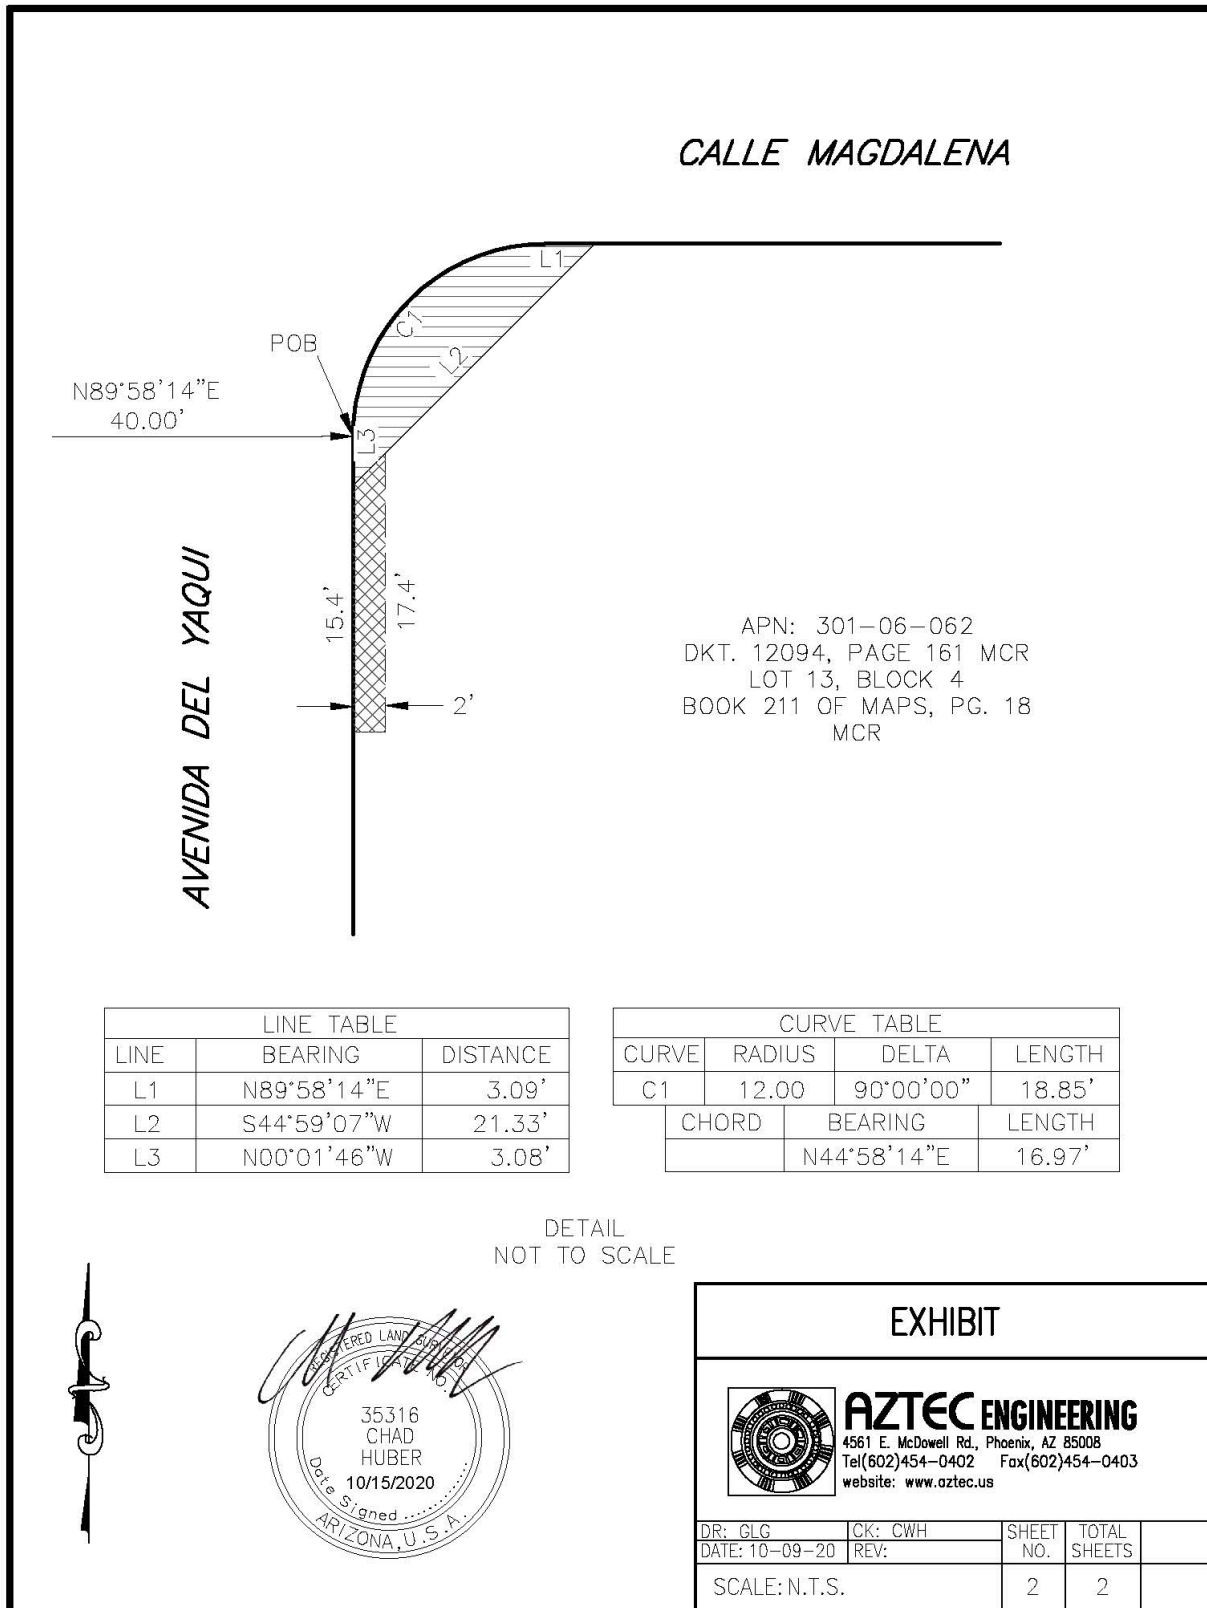 CALLE MAGDALENA
L1
C1
L2
POB
L3
N89°58'14"E
40.00'
AVENIDA DEL YAQUI
15.4'
17.4'
2'
APN: 301-06-062
DKT. 12094, PAGE 161 MCR
LOT 13, BLOCK 4
BOOK 211 OF MAPS, PG. 18
MCR
LINE TABLE
LINE BEARING DISTANCE
L1 N89°58'14"E 3.09'
L2 S44°59'07"W 21.33'
L3 N00°01'46"W 3.08'
CURVE TABLE
CURVE RADIUS DELTA LENGTH
C1 12.00 90°00'00" 18.85'
CHORD BEARING LENGTH
N44°58'14"E 16.97'
DETAIL
NOT TO SCALE
REGISTERED LAND SURVEYOR
CERTIFICATE NO.
35316
CHAD
HUBER
10/15/2020
Date Signed ...............
ARIZONA, U.S.A.
EXHIBIT
AZTEC ENGINEERING
4561 E. McDowell Rd., Phoenix, AZ 85008
Tel(602)454-0402 Fax(602)454-0403
website: www.aztec.us
DR: GLG CK: CWH SHEET NO. TOTAL SHEETS
DATE: 10-09-20 REV:
SCALE: N.T.S. 2 2